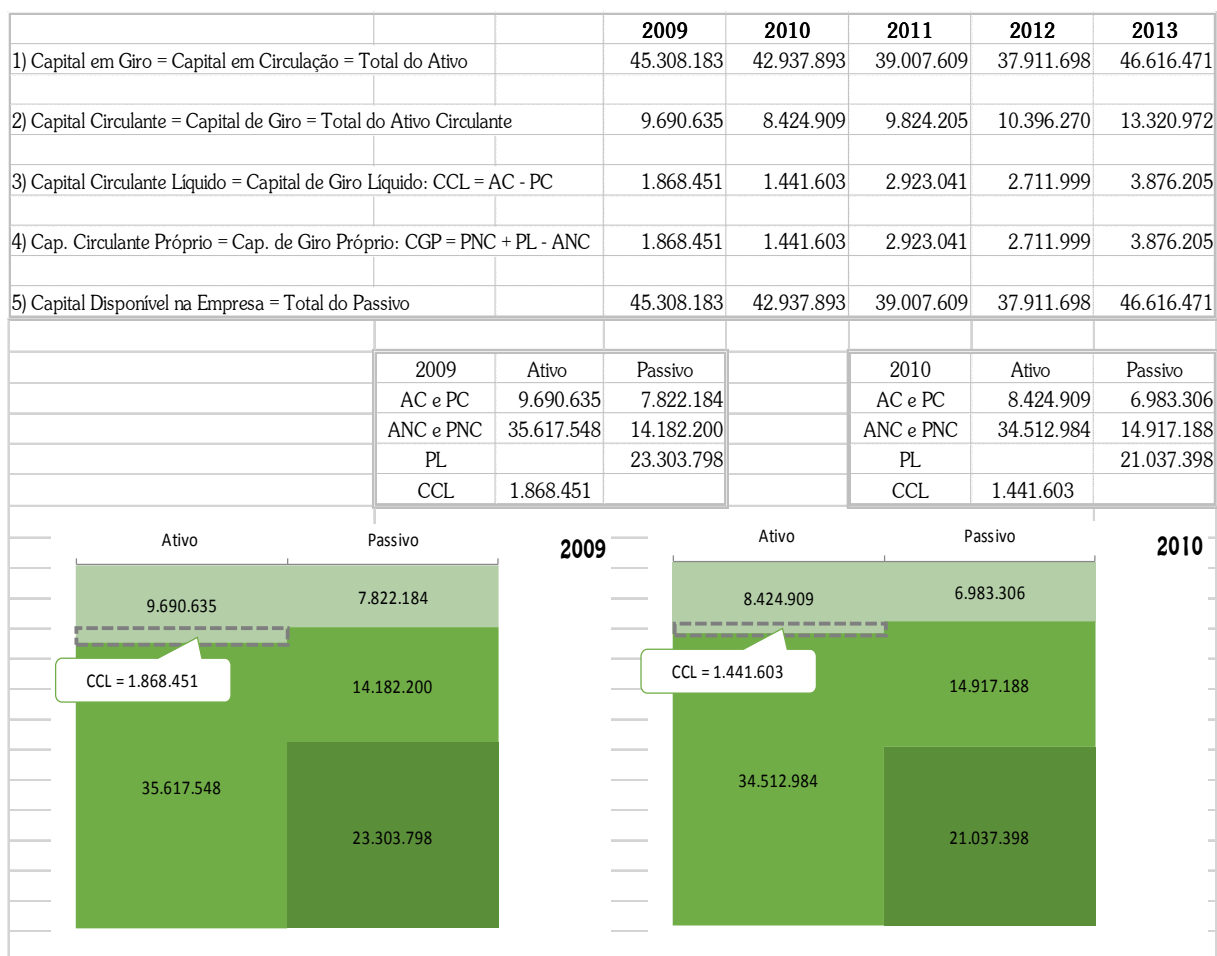 2009 2010 2011 2012 2013
1) Capital em Giro = Capital em Circulação = Total do Ativo 45.308.183 42.937.893 39.007.609 37.911.698 46.616.471
2) Capital Circulante = Capital de Giro = Total do Ativo Circulante 9.690.635 8.424.909 9.824.205 10.396.270 13.320.972
3) Capital Circulante Líquido = Capital de Giro Líquido: CCL = AC - PC 1.868.451 1.441.603 2.923.041 2.711.999 3.876.205
4) Cap. Circulante Próprio = Cap. de Giro Próprio: CGP = PNC + PL - ANC 1.868.451 1.441.603 2.923.041 2.711.999 3.876.205
5) Capital Disponível na Empresa = Total do Passivo 45.308.183 42.937.893 39.007.609 37.911.698 46.616.471
2009 Ativo Passivo
AC e PC 9.690.635 7.822.184
ANC e PNC 35.617.548 14.182.200
PL 23.303.798
CCL 1.868.451
2010 Ativo Passivo
AC e PC 8.424.909 6.983.306
ANC e PNC 34.512.984 14.917.188
PL 21.037.398
CCL 1.441.603
Ativo Passivo 2009
9.690.635 7.822.184
CCL = 1.868.451
14.182.200
35.617.548
23.303.798
Ativo Passivo 2010
8.424.909 6.983.306
CCL = 1.441.603
14.917.188
34.512.984
21.037.398